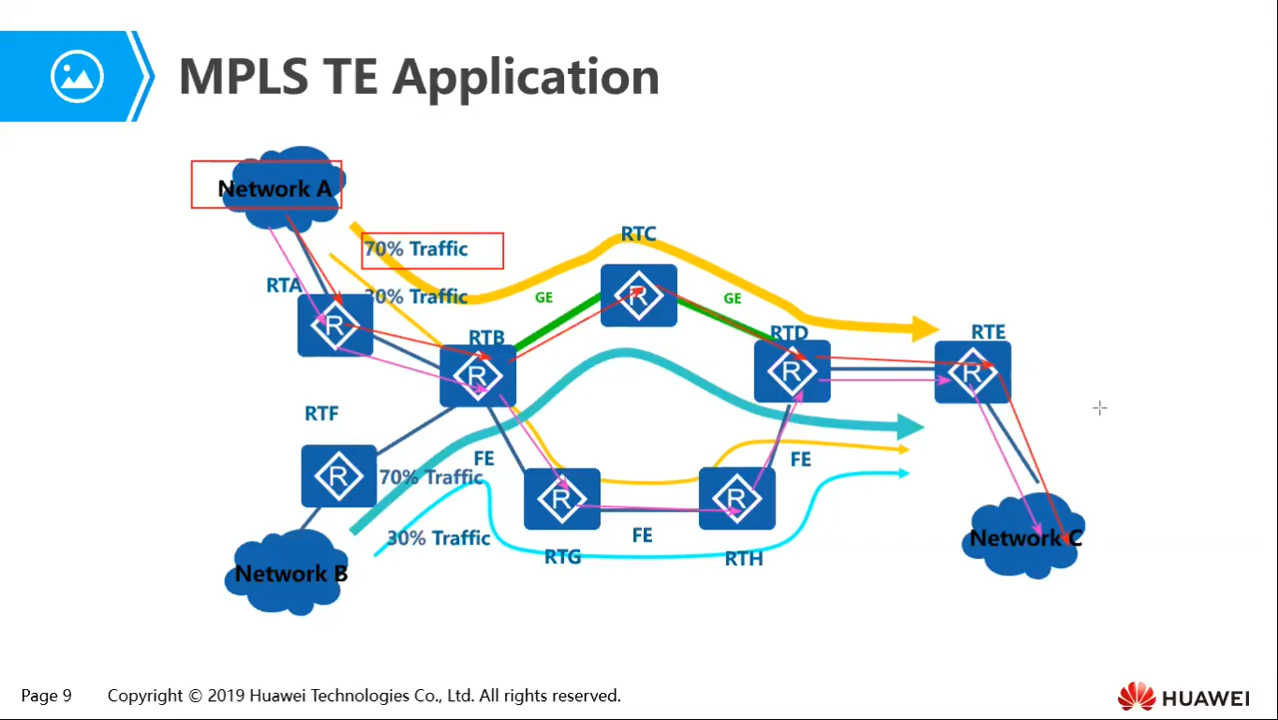 MPLS TE Application
Network A
70% Traffic
RTC
RTA
30% Traffic
GE
GE
R
R
RTB
RTD
RTE
R
R
R
RTF
R
70% Traffic
FE
FE
R
R
30% Traffic
FE
RTG
RTH
Network C
Network B
Page 9
Copyright © 2019 Huawei Technologies Co., Ltd. All rights reserved.
HUAWEI